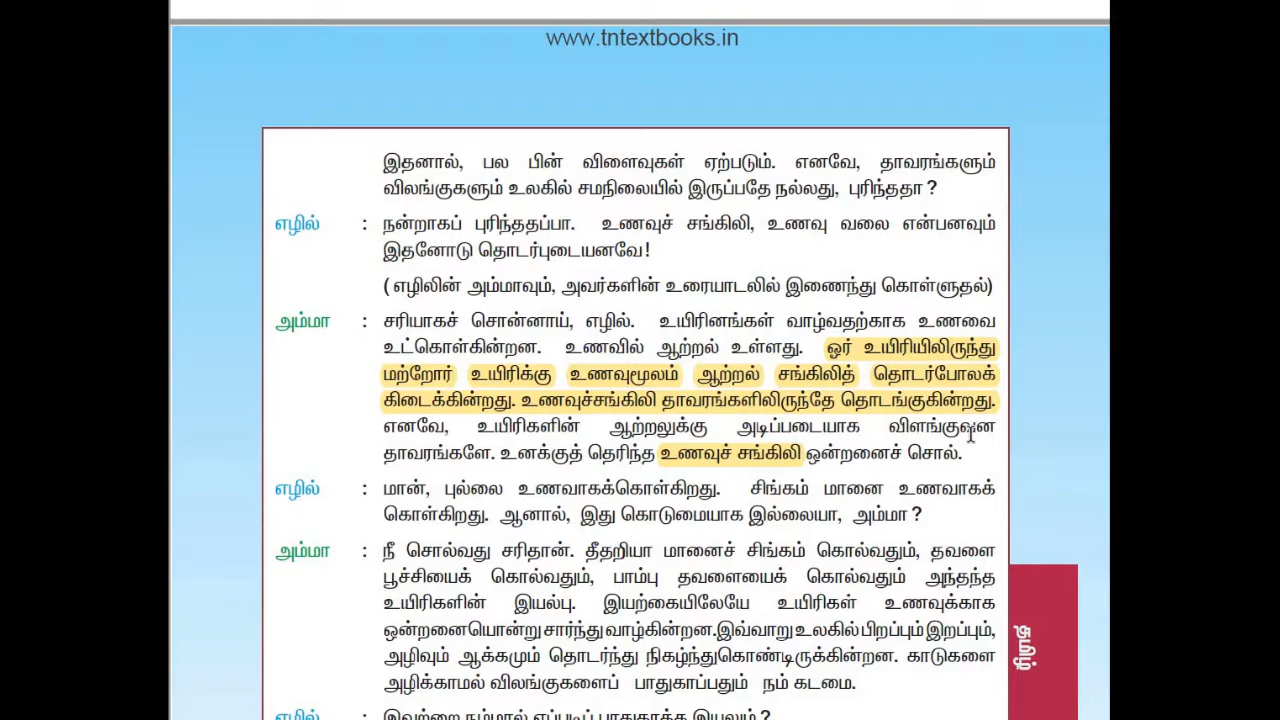 www.tntextbooks.in
இதனால், பல பின் விளைவுகள் ஏற்படும். எனவே, தாவரங்களும்
விலங்குகளும் உலகில் சமநிலையில் இருப்பதே நல்லது, புரிந்ததா ?
எழில் : நன்றாகப் புரிந்ததப்பா. உணவுச் சங்கிலி, உணவு வலை என்பனவும்
இதனோடு தொடர்புடையனவே!
( எழிலின் அம்மாவும், அவர்களின் உரையாடலில் இணைந்து கொள்ளுதல்)
அம்மா : சரியாகச் சொன்னாய், எழில். உயிரினங்கள் வாழ்வதற்காக உணவை
உட்கொள்கின்றன. உணவில் ஆற்றல் உள்ளது. ஓர் உயிரியிலிருந்து
மற்றோர் உயிரிக்கு உணவுமூலம் ஆற்றல் சங்கிலித் தொடர்போலக்
கிடைக்கின்றது. உணவுச்சங்கிலி தாவரங்களிலிருந்தே தொடங்குகின்றது.
எனவே, உயிர்களின் ஆற்றலுக்கு அடிப்படையாக விளங்குவன
தாவரங்களே. உனக்குத் தெரிந்த உணவுச் சங்கிலி ஒன்றனைச் சொல்.
எழில் : மான், புல்லை உணவாகக்கொள்கிறது. சிங்கம் மானை உணவாகக்
கொள்கிறது. ஆனால், இது கொடுமையாக இல்லையா, அம்மா ?
அம்மா : நீ சொல்வது சரிதான். தீதறியா மானைச் சிங்கம் கொல்வதும், தவளை
பூச்சியைக் கொல்வதும், பாம்பு தவளையைக் கொல்வதும் அந்தந்த
உயிர்களின் இயல்பு. இயற்கையிலேயே உயிர்கள் உணவுக்காக
ஒன்றனையொன்று சார்ந்து வாழ்கின்றன.இவ்வாறு உலகில் பிறப்பும் இறப்பும்,
அழிவும் ஆக்கமும் தொடர்ந்து நிகழ்ந்துகொண்டிருக்கின்றன. காடுகளை
அழிக்காமல் விலங்குகளைப் பாதுகாப்பதும் நம் கடமை.
எழில் : இவற்றை நம்மால் எப்படிப் பாதுகாக்க இயலும் ?
தமிழ்